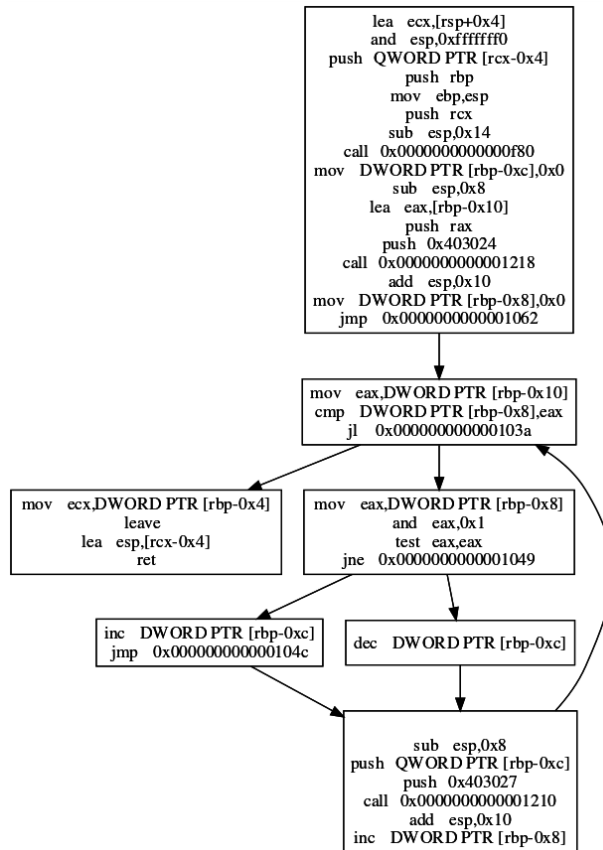 lea ecx,[rsp+0x4]
and esp,0xfffffff0
push QWORD PTR [rcx-0x4]
push rbp
mov ebp,esp
push rcx
sub esp,0x14
call 0x0000000000000f80
mov DWORD PTR [rbp-0xc],0x0
sub esp,0x8
lea eax,[rbp-0x10]
push rax
push 0x403024
call 0x0000000000001218
add esp,0x10
mov DWORD PTR [rbp-0x8],0x0
jmp 0x0000000000001062
mov eax,DWORD PTR [rbp-0x10]
cmp DWORD PTR [rbp-0x8],eax
jl 0x000000000000103a
mov ecx,DWORD PTR [rbp-0x4]
leave
lea esp,[rcx-0x4]
ret
mov eax,DWORD PTR [rbp-0x8]
and eax,0x1
test eax,eax
jne 0x0000000000001049
inc DWORD PTR [rbp-0xc]
jmp 0x000000000000104c
dec DWORD PTR [rbp-0xc]
sub esp,0x8
push QWORD PTR [rbp-0xc]
push 0x403027
call 0x0000000000001210
add esp,0x10
inc DWORD PTR [rbp-0x8]